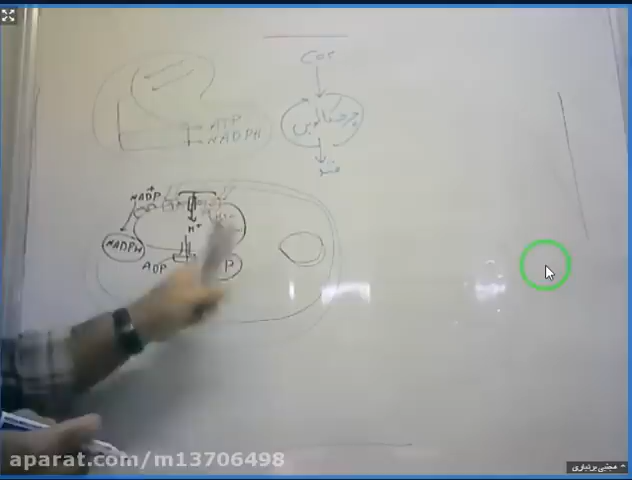 CO2
چرخه کالوین
قند
ATP
NADPH
NADP+
H+
NADPH
ADP
P
aparat.com/m13706498